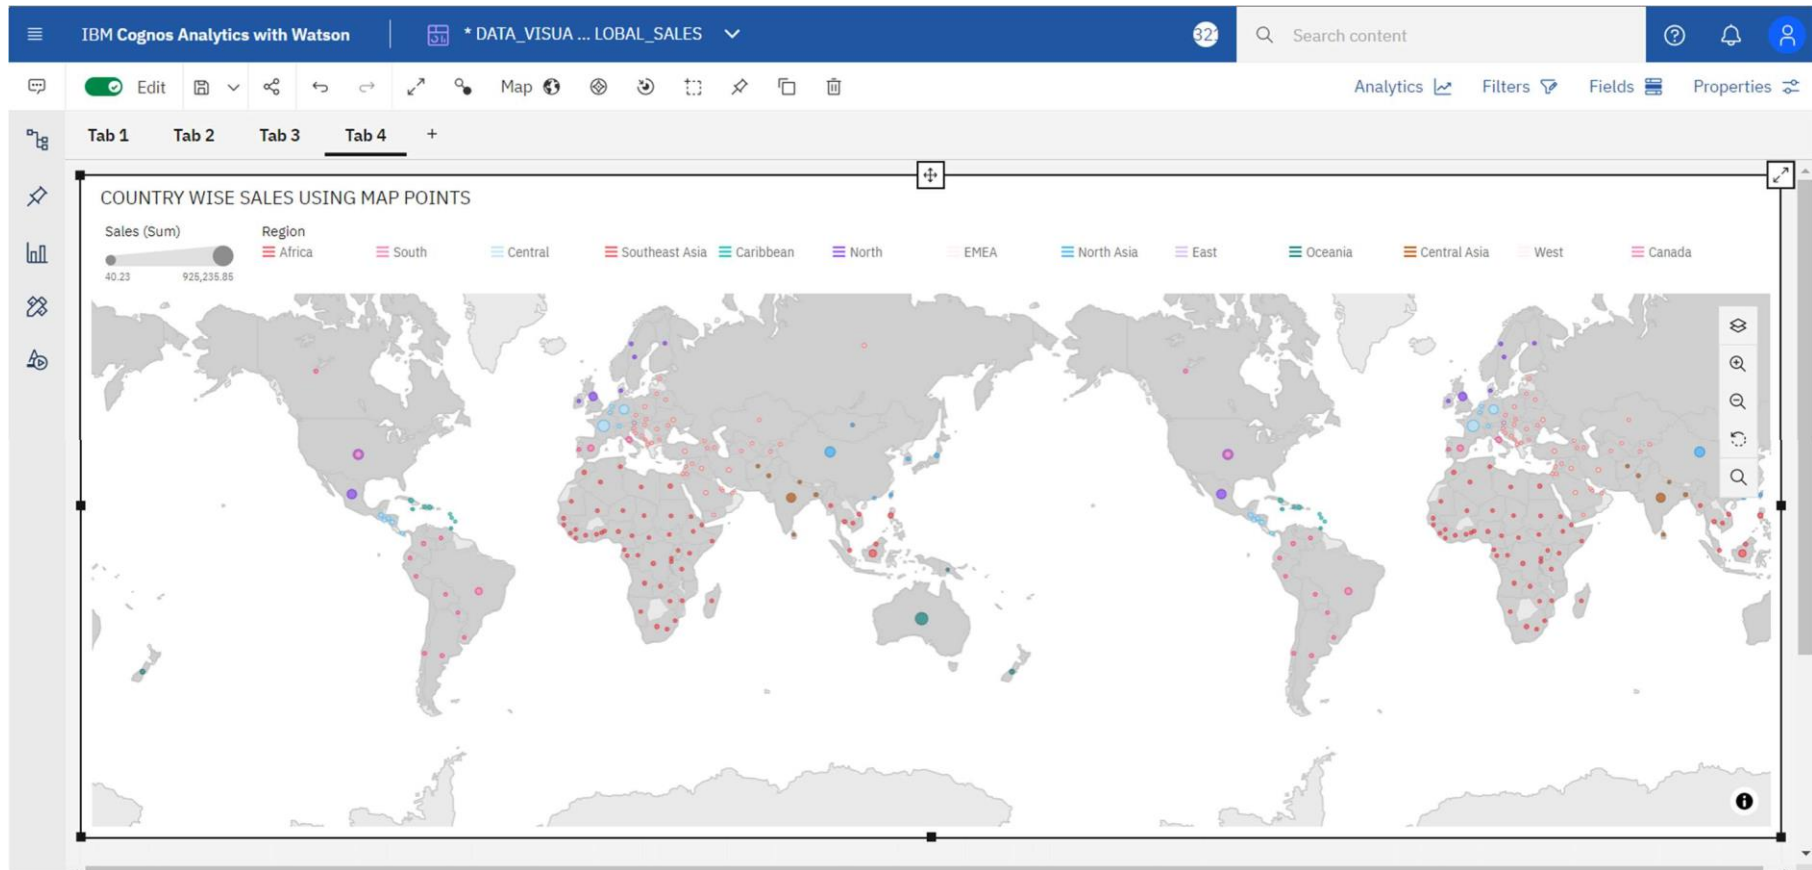 IBM Cognos Analytics with Watson
* DATA_VISUA ... LOBAL_SALES
Search content
Edit
Map
Analytics
Filters
Fields
Properties
Tab 1
Tab 2
Tab 3
Tab 4
+
COUNTRY WISE SALES USING MAP POINTS
Sales (Sum)
40.23
925,235.85
Region
Africa
South
Central
Southeast Asia
Caribbean
North
EMEA
North Asia
East
Oceania
Central Asia
West
Canada